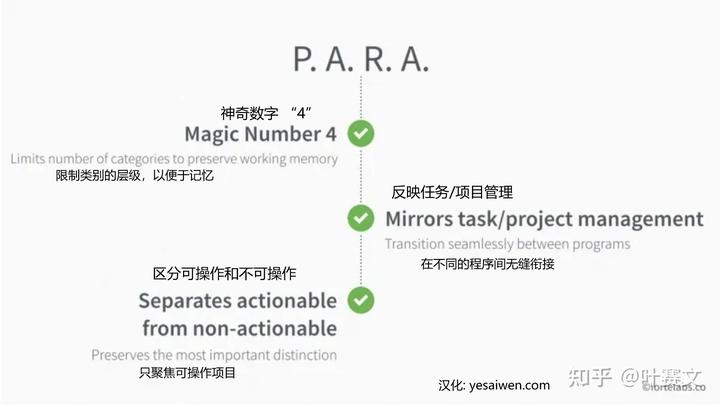 P. A. R. A.
神奇数字 “4”
Magic Number 4
Limits number of categories to preserve working memory
限制类别的层级，以便于记忆
反映任务/项目管理
Mirrors task/project management
Transition seamlessly between programs
在不同的程序间无缝衔接
区分可操作和不可操作
Separates actionable
from non-actionable
Preserves the most important distinction
只聚焦可操作项目
汉化: yesaiwen.com
知乎 @叶赛文
©fortelabs.co